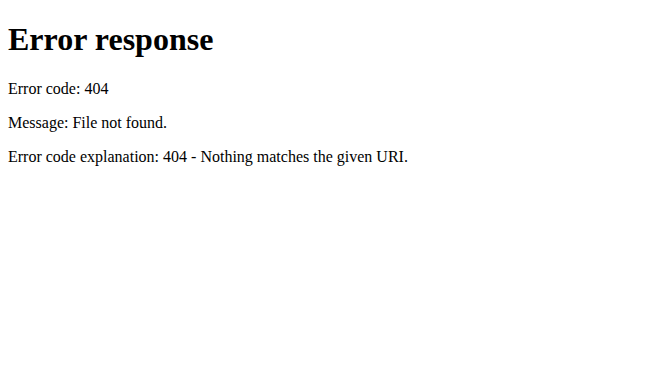 Error response
Error code: 404
Message: File not found.
Error code explanation: 404 - Nothing matches the given URI.